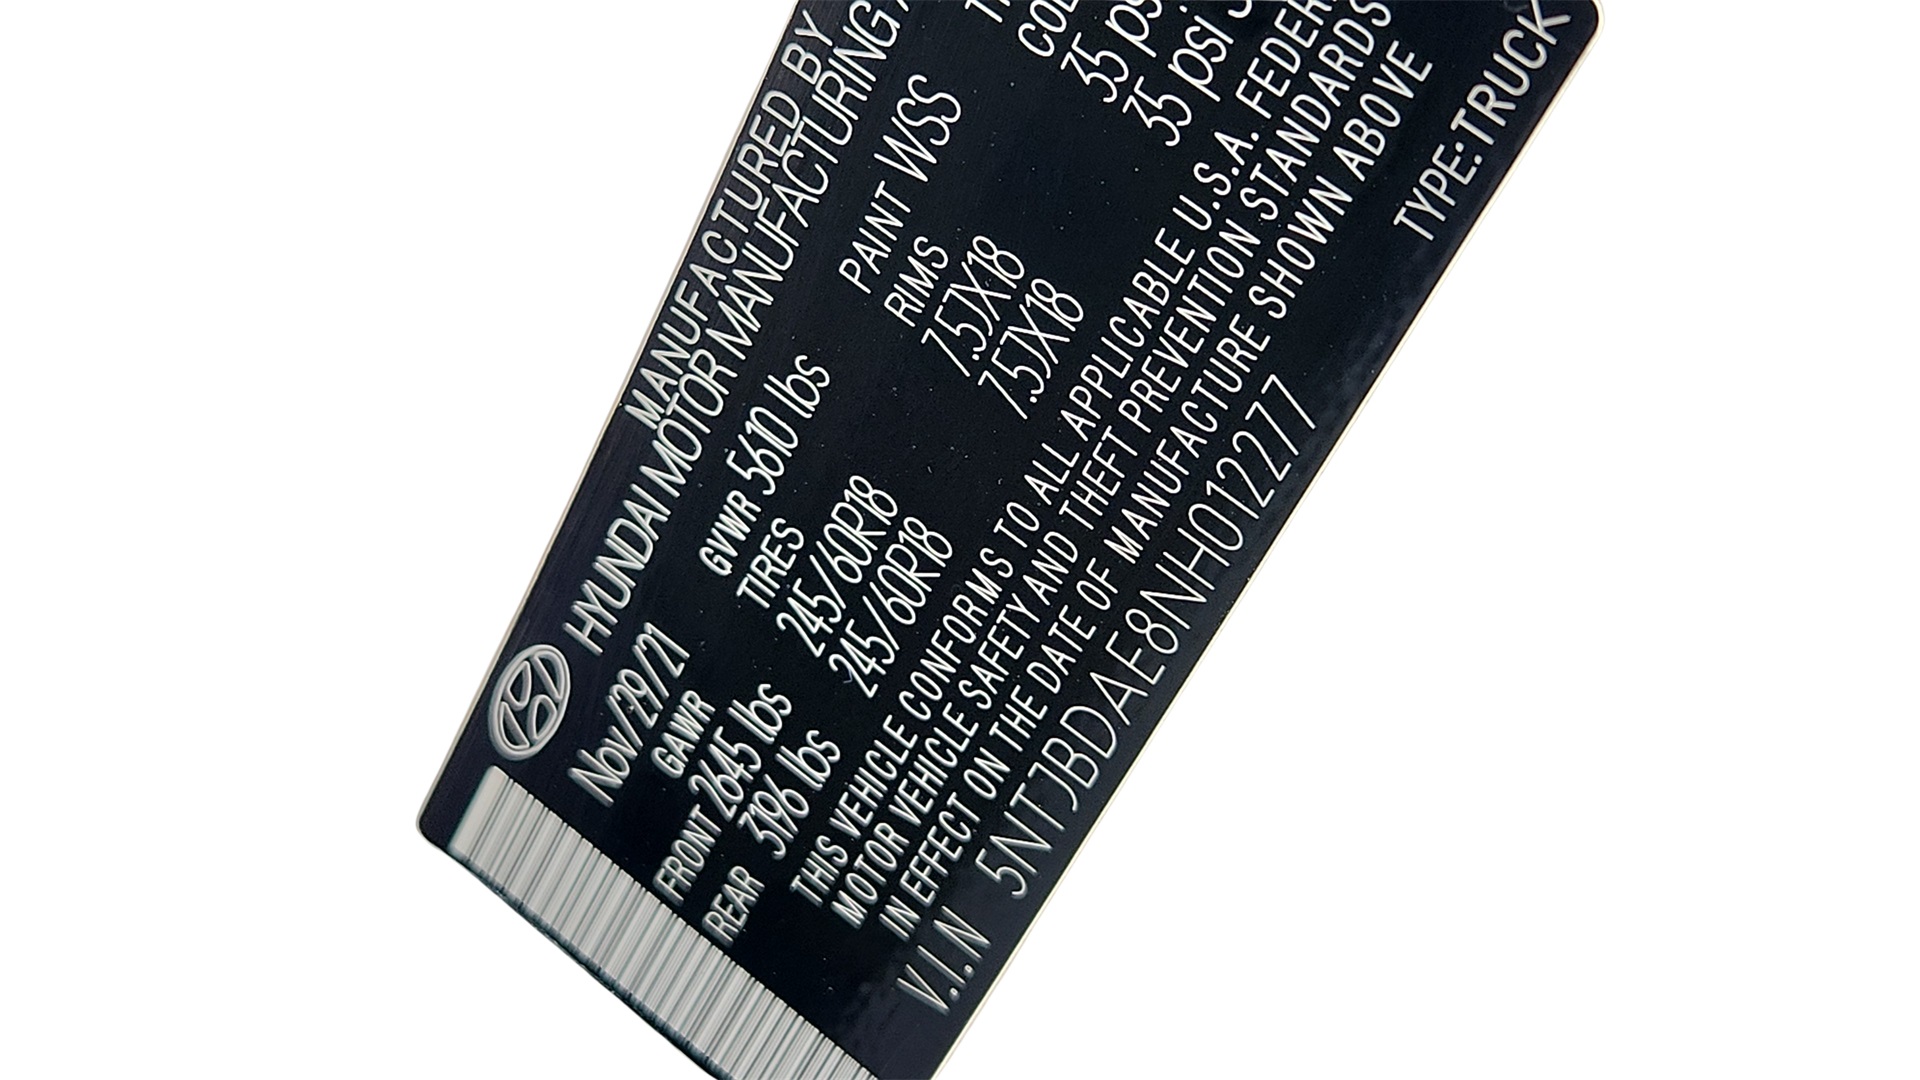 MANUFACTURED BY
HYUNDAI MOTOR MANUFACTURING
Nov/29/21 GVWR 5610 lbs PAINT WSS
GAWR TIRES RIMS
FRONT 2645 lbs 245/60R18 7.5JX18 35 psi
REAR 3196 lbs 245/60R18 7.5JX18 35 psi
THIS VEHICLE CONFORMS TO ALL APPLICABLE U.S.A. FEDER
MOTOR VEHICLE SAFETY AND THEFT PREVENTION STANDARDS
IN EFFECT ON THE DATE OF MANUFACTURE SHOWN ABOVE
V.I.N 5NTJBDAE8NH012277 TYPE:TRUCK